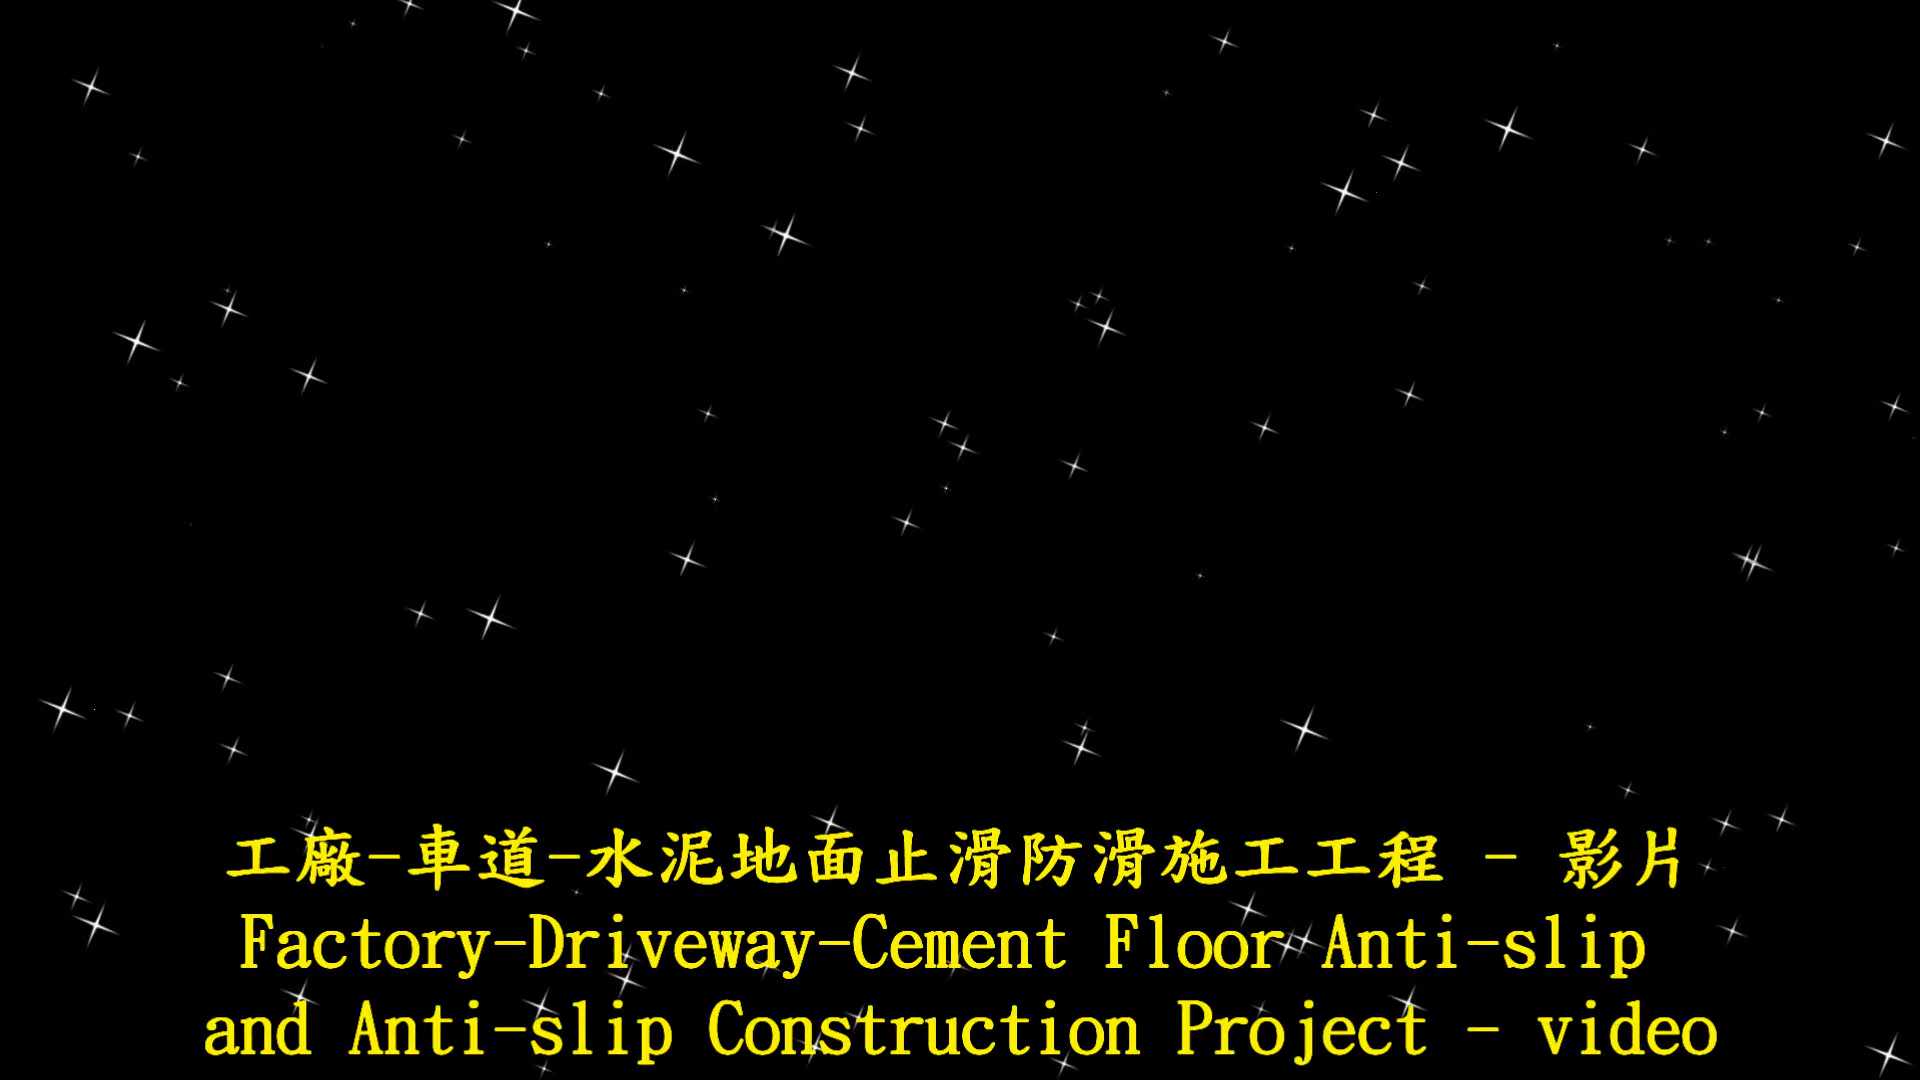 工廠-車道-水泥地面止滑防滑施工工程 - 影片
Factory-Driveway-Cement Floor Anti-slip
and Anti-slip Construction Project - video